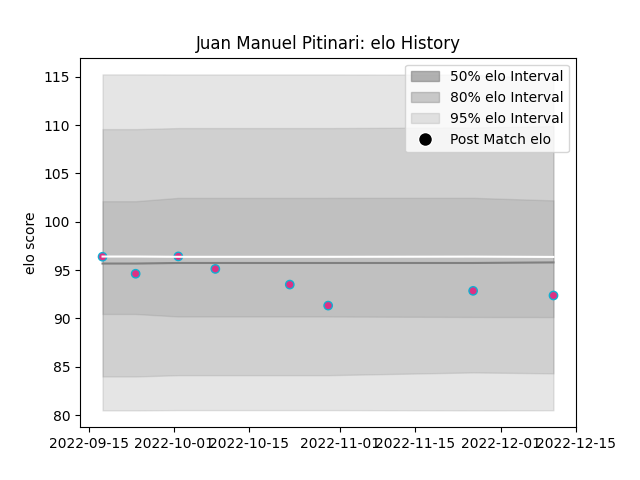 Juan Manuel Pitinari: elo History
115
110
105
100
95
90
85
80
elo score
50% elo Interval
80% elo Interval
95% elo Interval
Post Match elo
2022-09-15 2022-10-01 2022-10-15 2022-11-01 2022-11-15 2022-12-01 2022-12-15